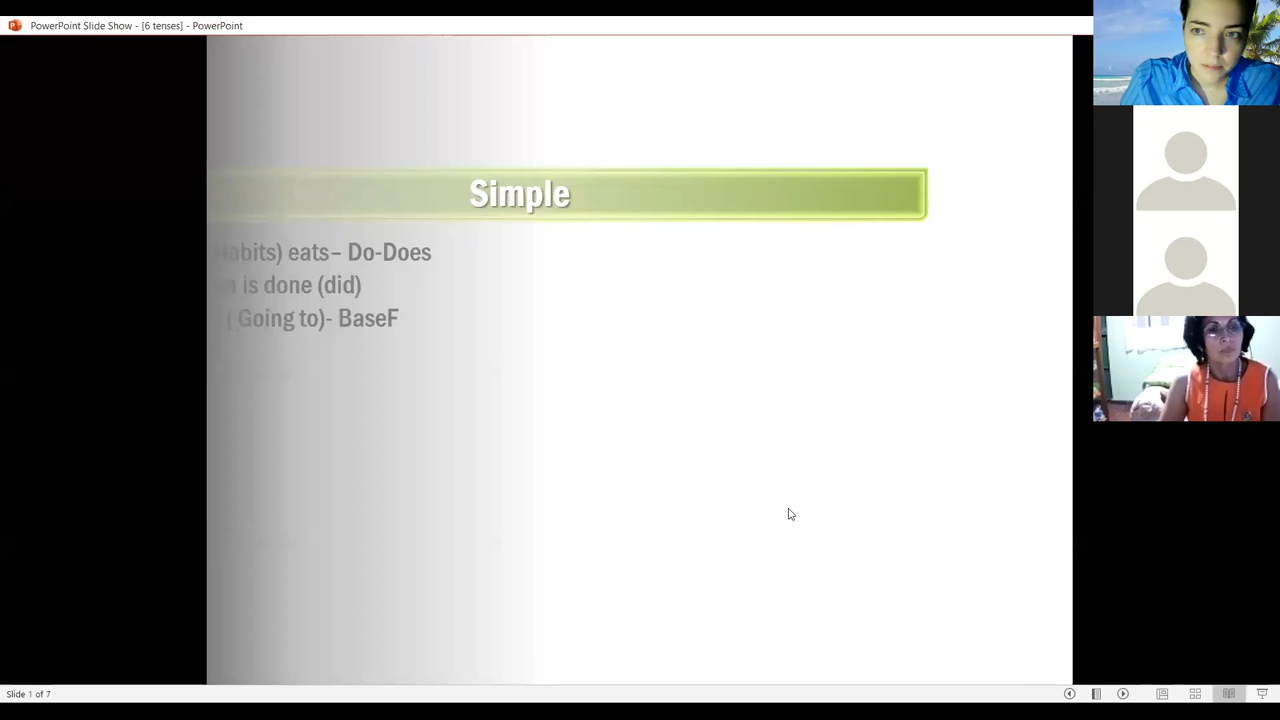 PowerPoint Slide Show - [6 tenses] - PowerPoint
Simple
eats– Do-Does
is done (did)
( Going to)- BaseF
Slide 1 of 7